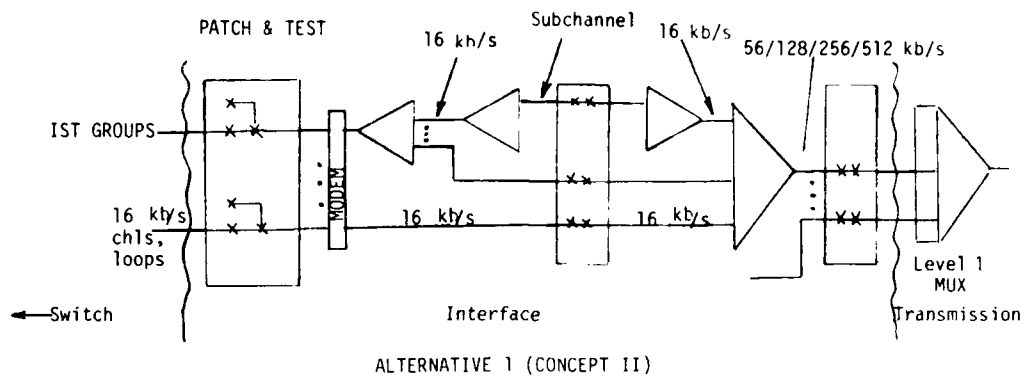 Subchannel
PATCH & TEST
16 kh/s
16 kb/s
56/128/256/512 kb/s
IST GROUPS
MODEM
16 kb/s
chls,
loops
16 kb/s
16 kb/s
Level 1
MUX
Switch
Interface
Transmission
ALTERNATIVE 1 (CONCEPT II)